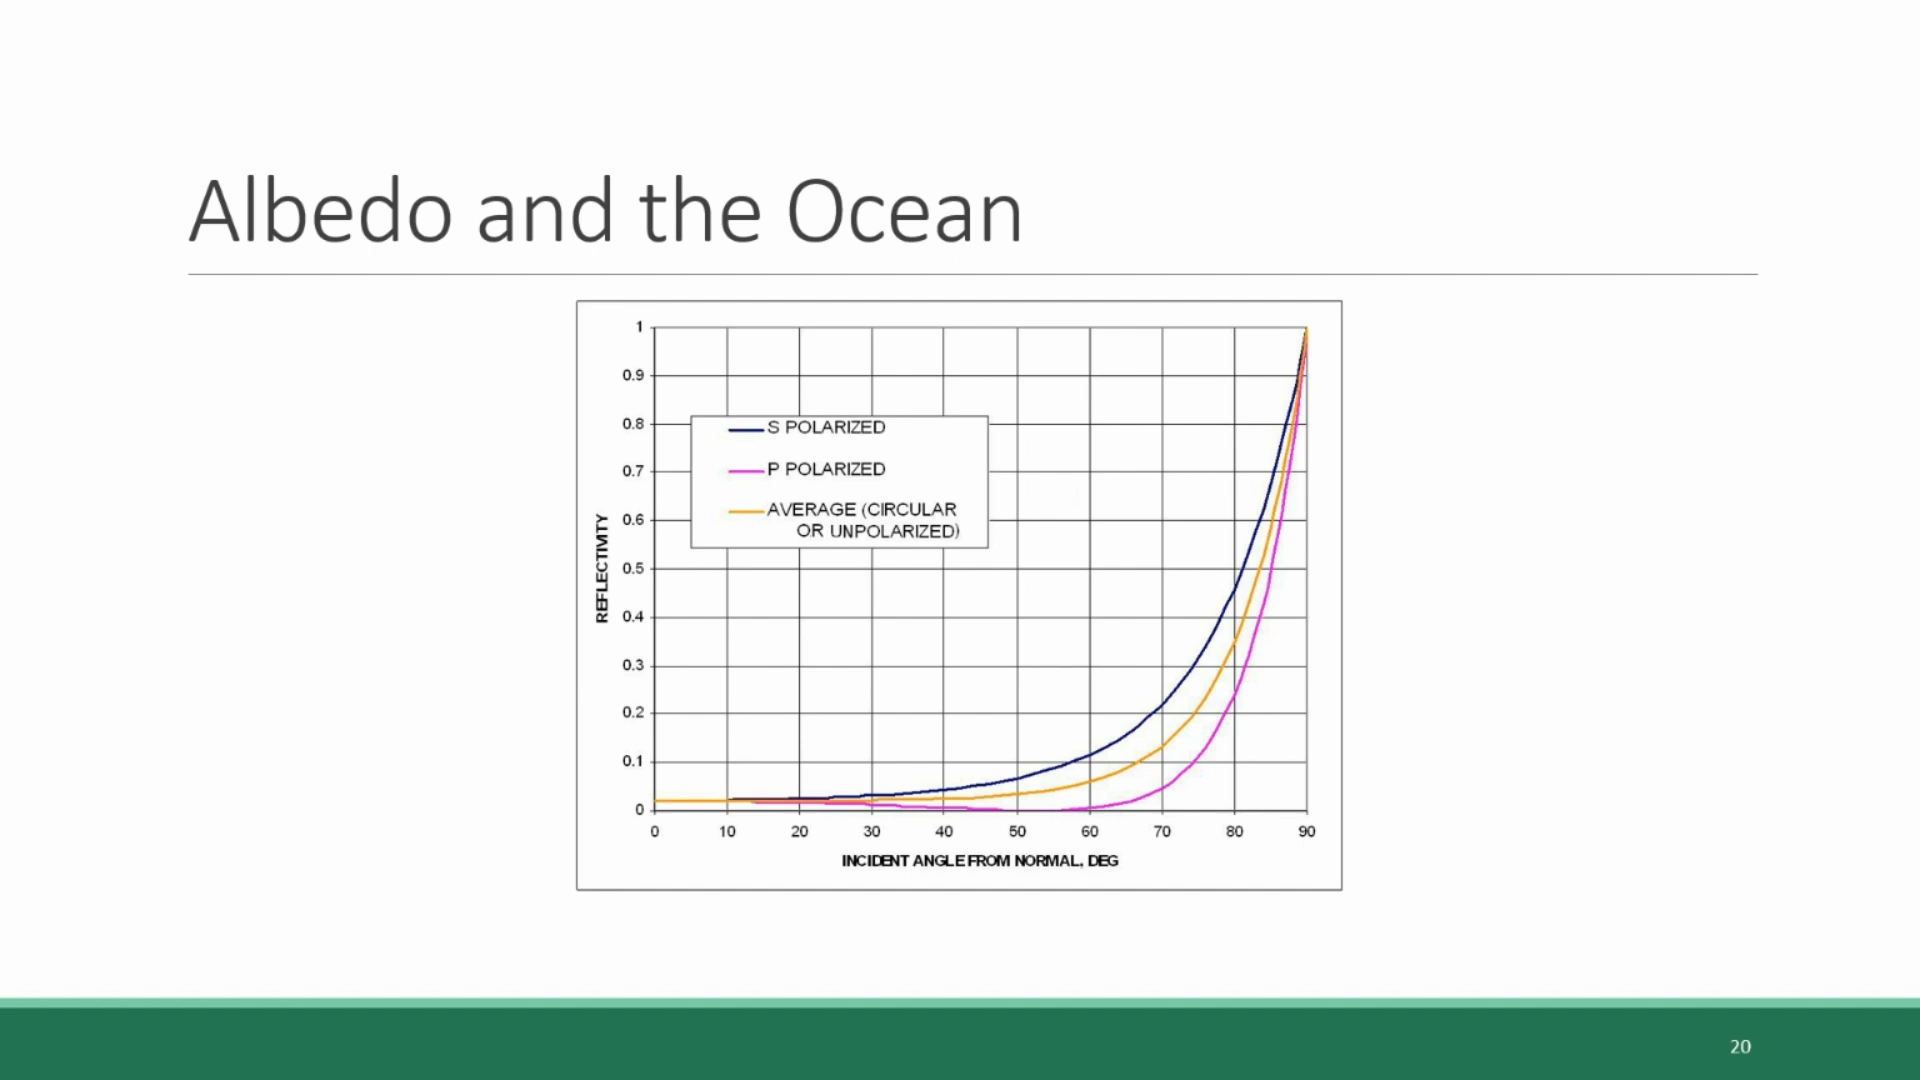 Albedo and the Ocean
1
0.9
0.8
0.7
0.6
0.5
0.4
0.3
0.2
0.1
0
REFLECTIVITY
S POLARIZED
P POLARIZED
AVERAGE (CIRCULAR
OR UNPOLARIZED)
0 10 20 30 40 50 60 70 80 90
INCIDENT ANGLE FROM NORMAL, DEG
20